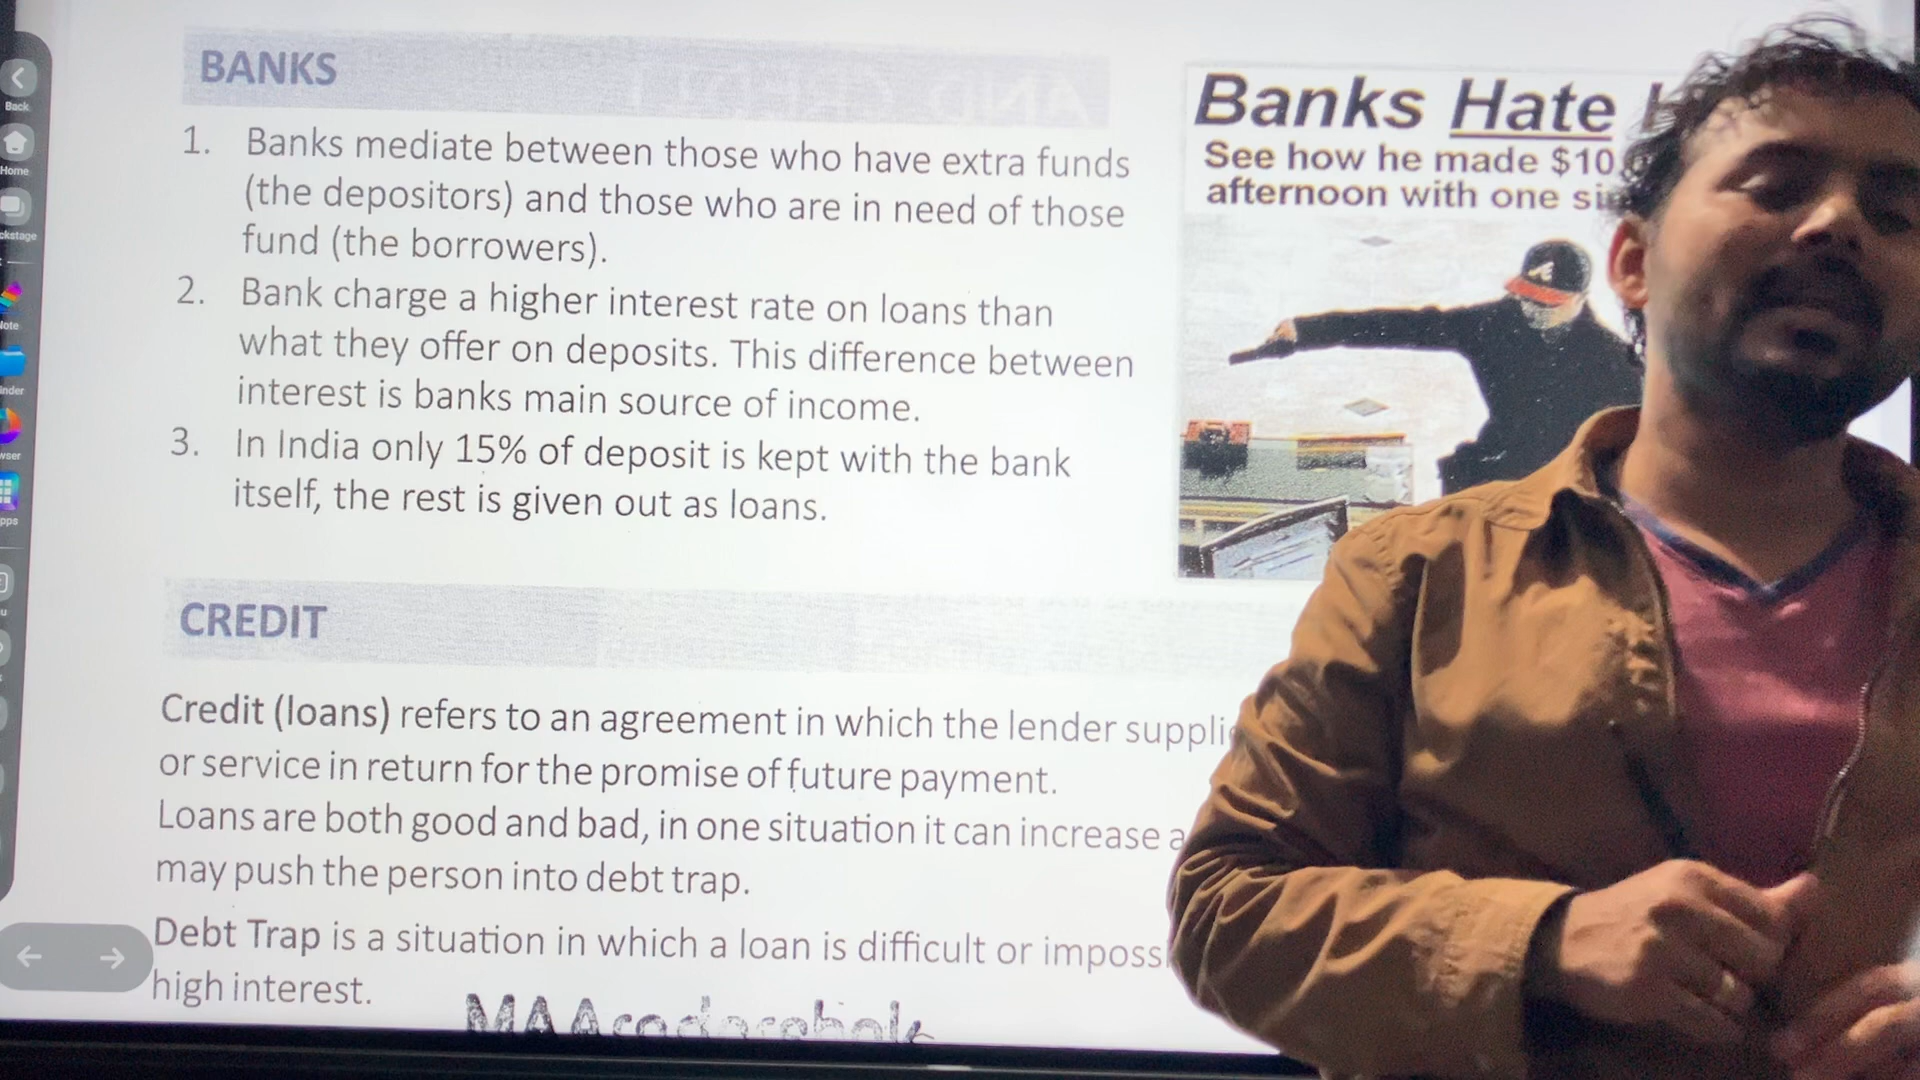 BANKS
1. Banks mediate between those who have extra funds
(the depositors) and those who are in need of those
fund (the borrowers).
2. Bank charge a higher interest rate on loans than
what they offer on deposits. This difference between
interest is banks main source of income.
3. In India only 15% of deposit is kept with the bank
itself, the rest is given out as loans.
Banks Hate
See how he made $10
afternoon with one
CREDIT
Credit (loans) refers to an agreement in which the lender
or service in return for the promise of future payment.
Loans are both good and bad, in one situation it can increase
may push the person into debt trap.
Debt Trap is a situation in which a loan is difficult or
high interest.
Back
Home